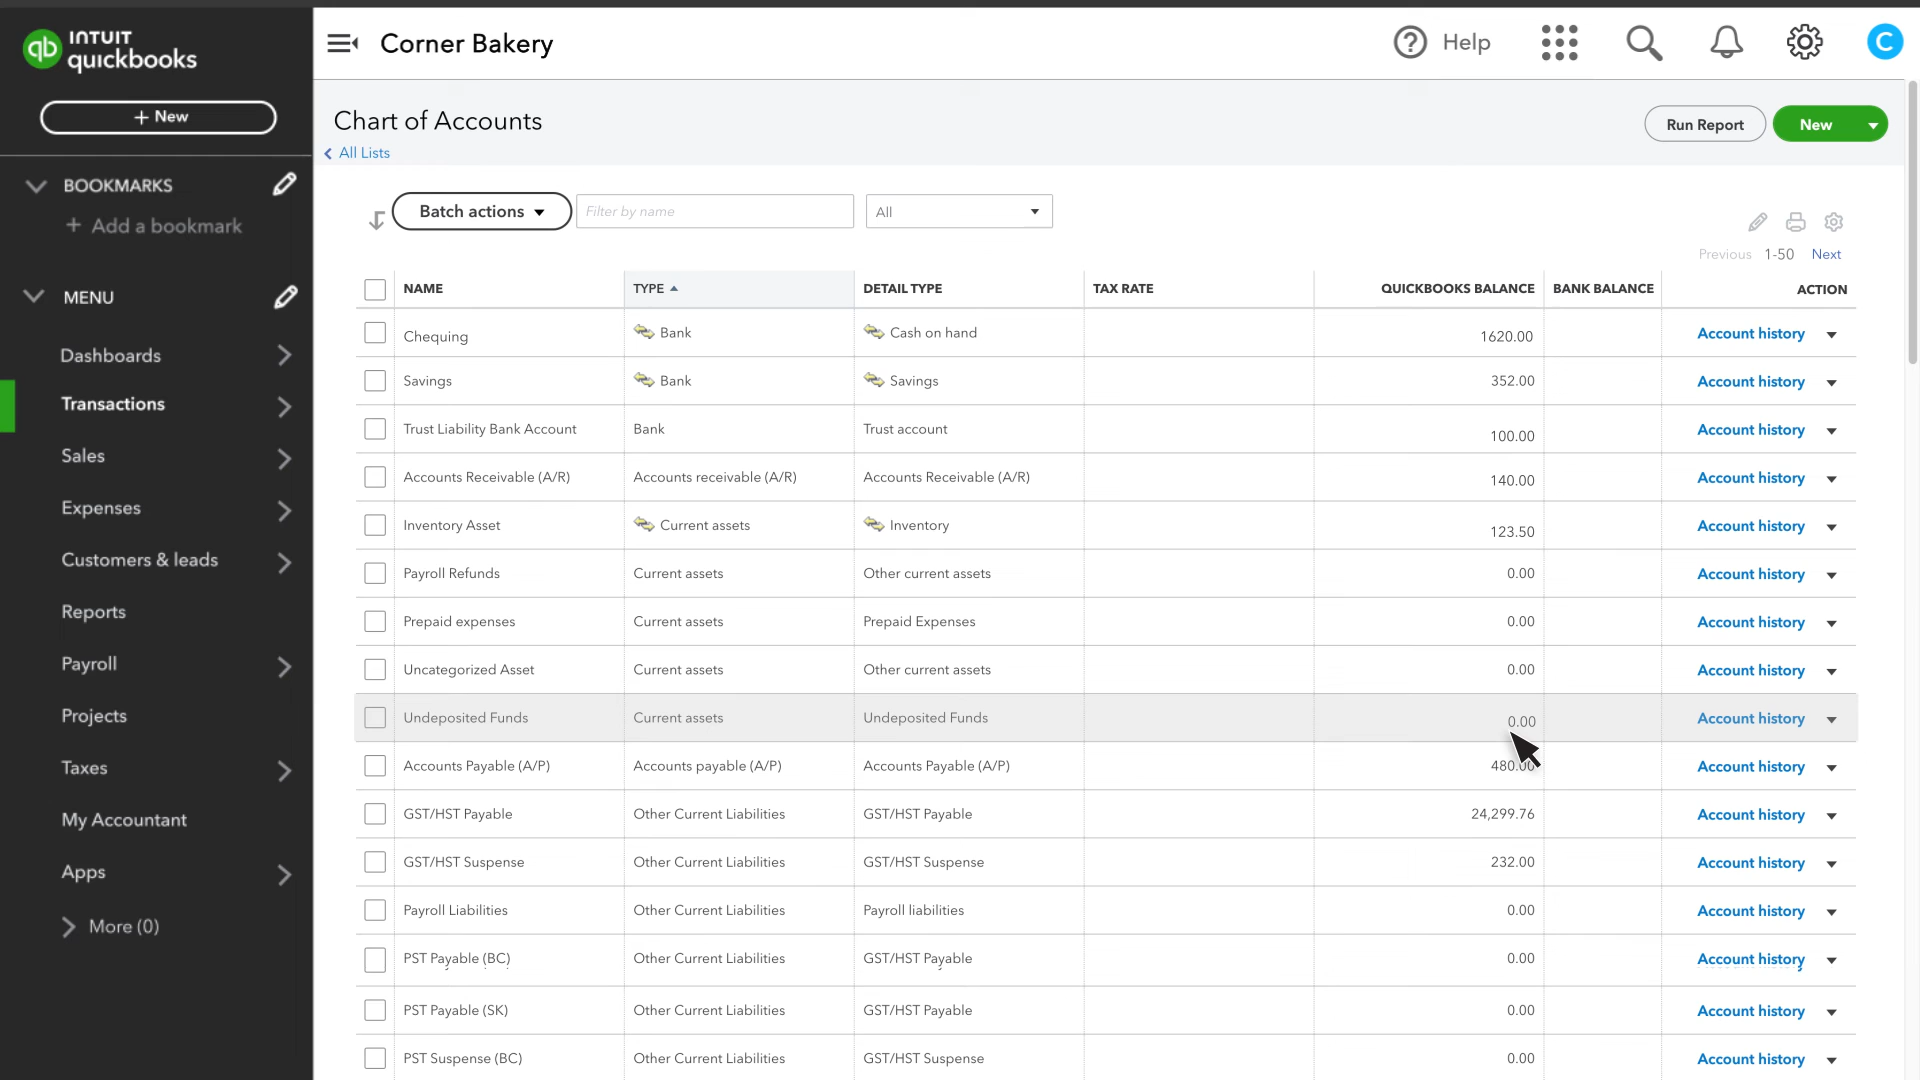 INTUIT
quickbooks
+ New
BOOKMARKS
+ Add a bookmark
MENU
Dashboards
Transactions
Sales
Expenses
Customers & leads
Reports
Payroll
Projects
Taxes
My Accountant
Apps
More (0)
Corner Bakery
Help
C
Chart of Accounts
All Lists
Run Report
New
Batch actions
Filter by name
All
Previous 1-50 Next
NAME TYPE DETAIL TYPE TAX RATE QUICKBOOKS BALANCE BANK BALANCE ACTION
Chequing Bank Cash on hand 1620.00 Account history
Savings Bank Savings 352.00 Account history
Trust Liability Bank Account Bank Trust account 100.00 Account history
Accounts Receivable (A/R) Accounts receivable (A/R) Accounts Receivable (A/R) 140.00 Account history
Inventory Asset Current assets Inventory 123.50 Account history
Payroll Refunds Current assets Other current assets 0.00 Account history
Prepaid expenses Current assets Prepaid Expenses 0.00 Account history
Uncategorized Asset Current assets Other current assets 0.00 Account history
Undeposited Funds Current assets Undeposited Funds 0.00 Account history
Accounts Payable (A/P) Accounts payable (A/P) Accounts Payable (A/P) 480.00 Account history
GST/HST Payable Other Current Liabilities GST/HST Payable 24,299.76 Account history
GST/HST Suspense Other Current Liabilities GST/HST Suspense 232.00 Account history
Payroll Liabilities Other Current Liabilities Payroll liabilities 0.00 Account history
PST Payable (BC) Other Current Liabilities GST/HST Payable 0.00 Account history
PST Payable (SK) Other Current Liabilities GST/HST Payable 0.00 Account history
PST Suspense (BC) Other Current Liabilities GST/HST Suspense 0.00 Account history